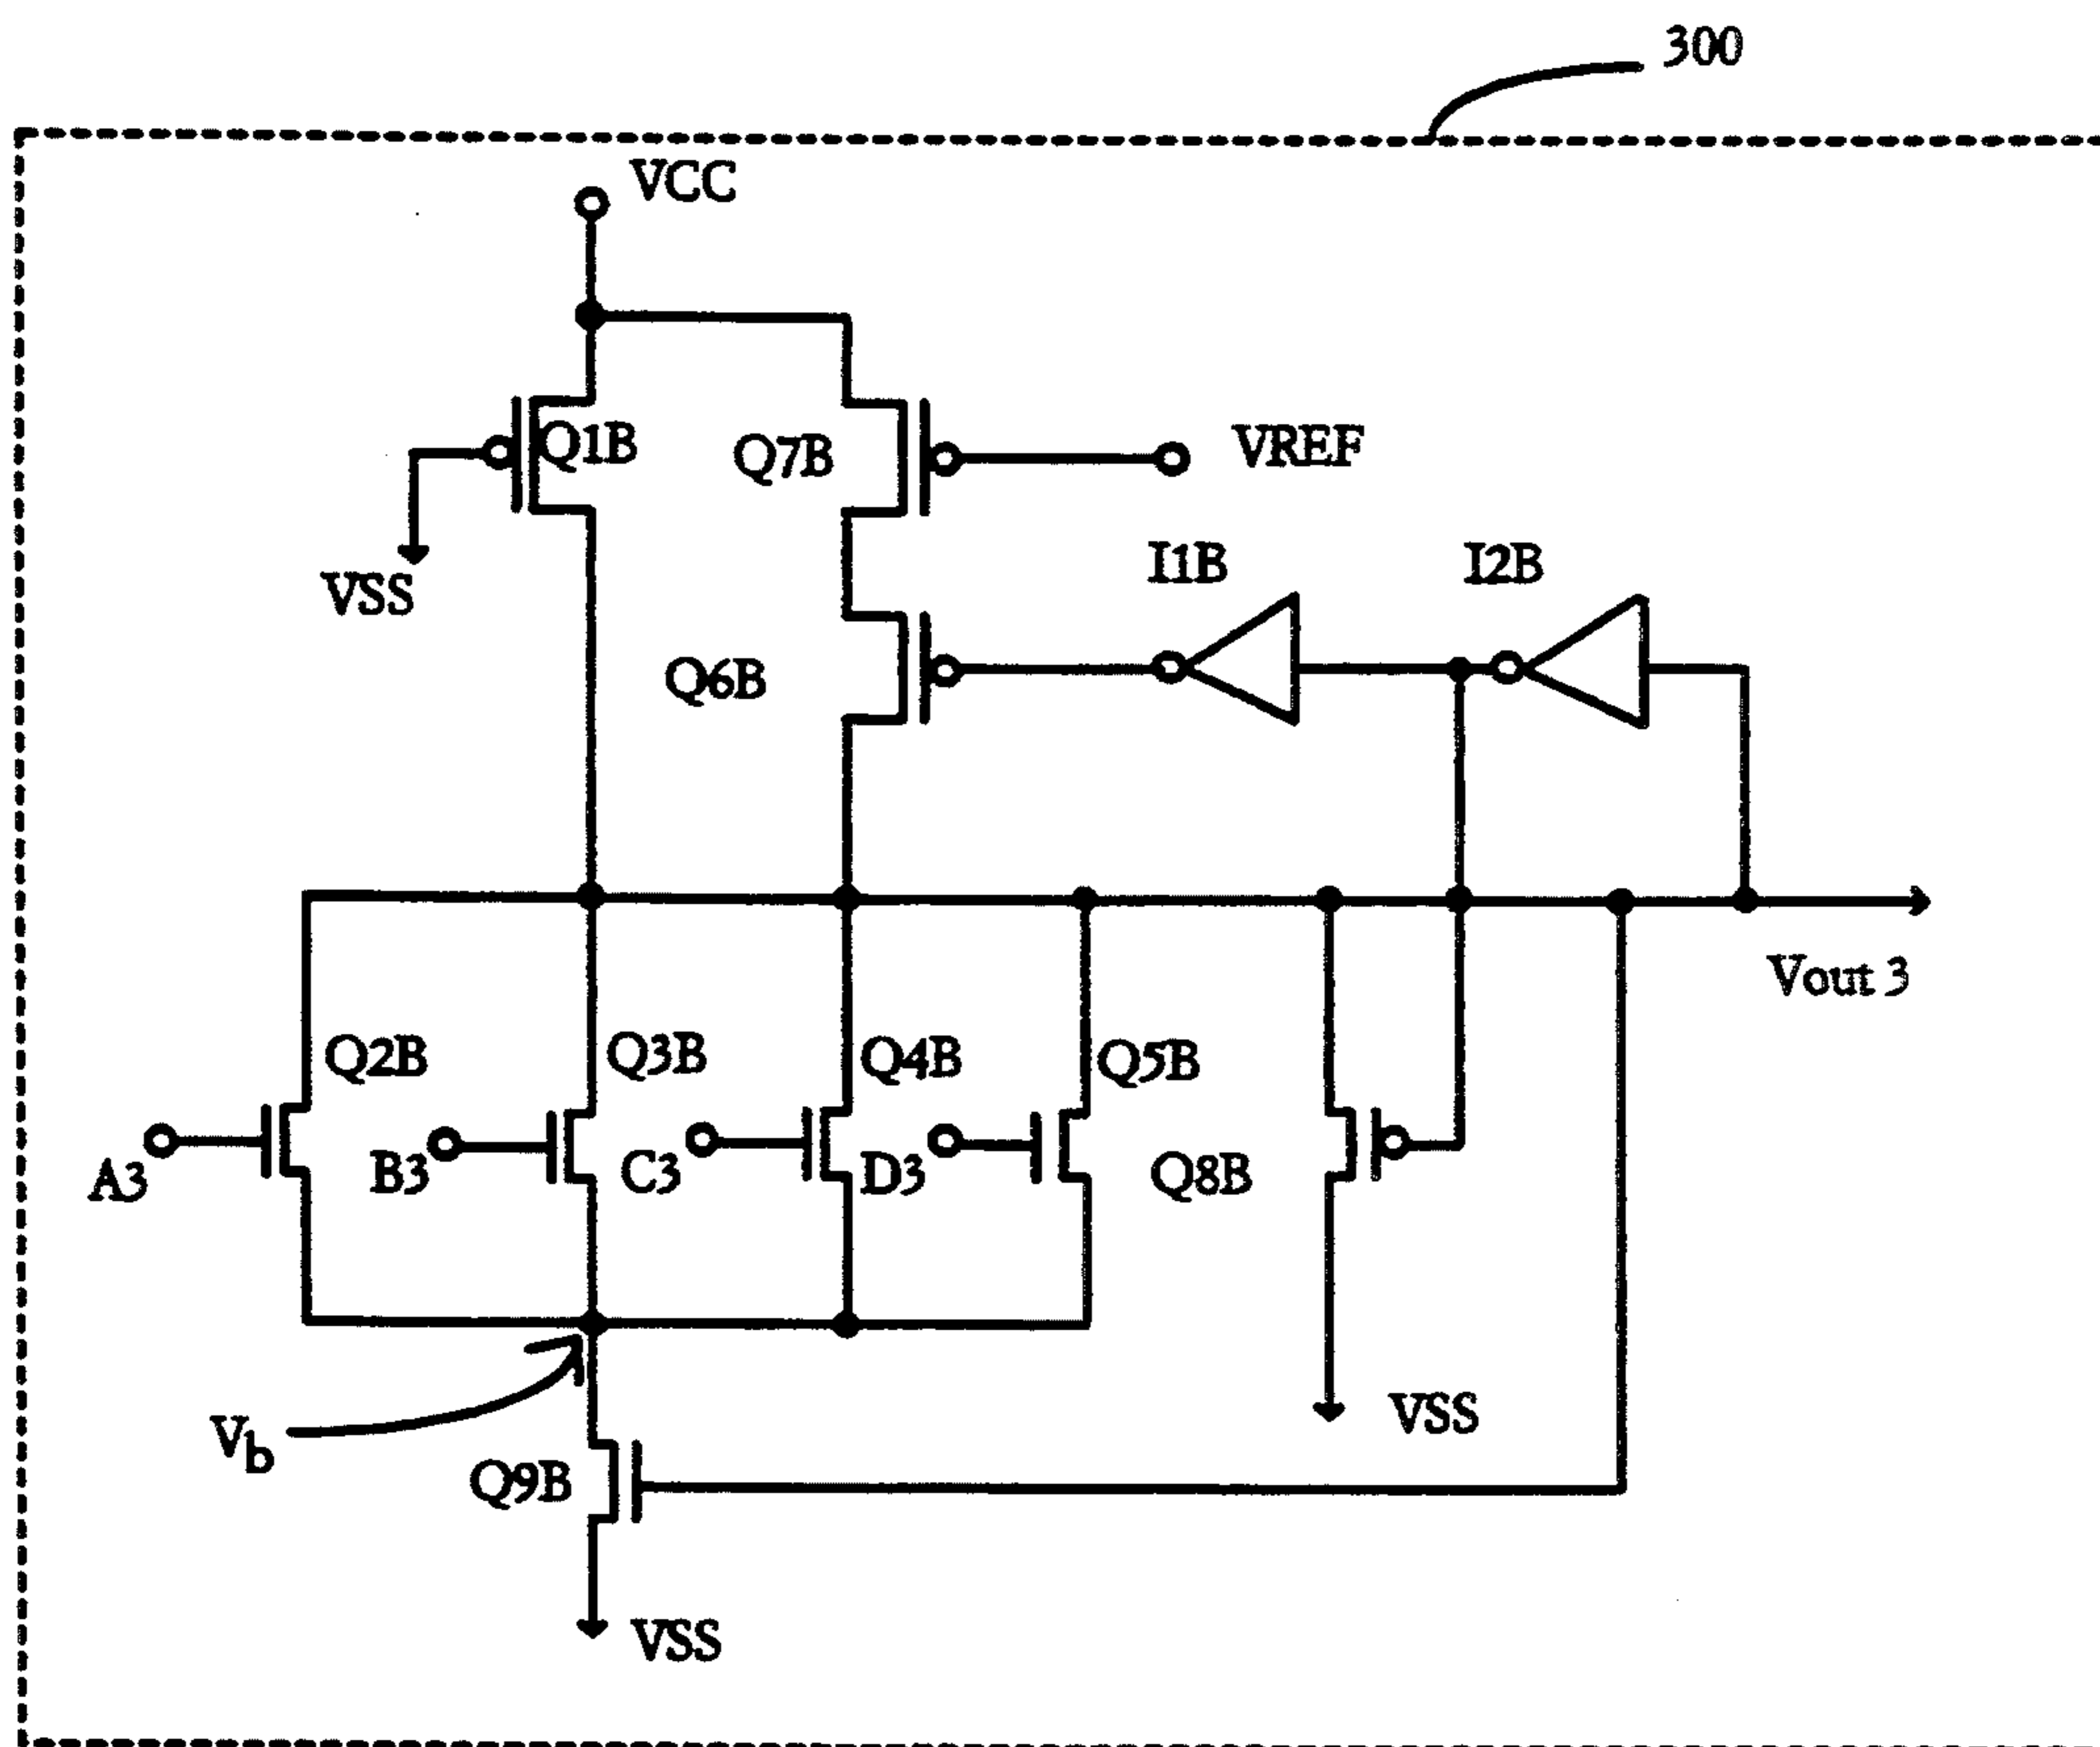 300
VCC
Q1B
Q7B
VREF
VSS
I1B
I2B
Q6B
Vout 3
Q2B
Q3B
Q4B
Q5B
A3
B3
C3
D3
Q8B
Vb
VSS
Q9B
VSS